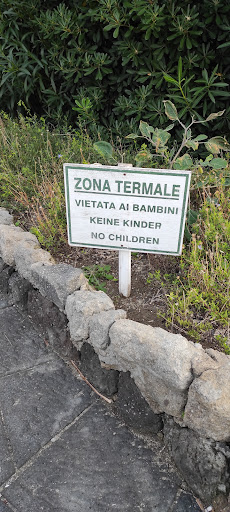 ZONA TERMALE
VIETATA AI BAMBINI
KEINE KINDER
NO CHILDREN